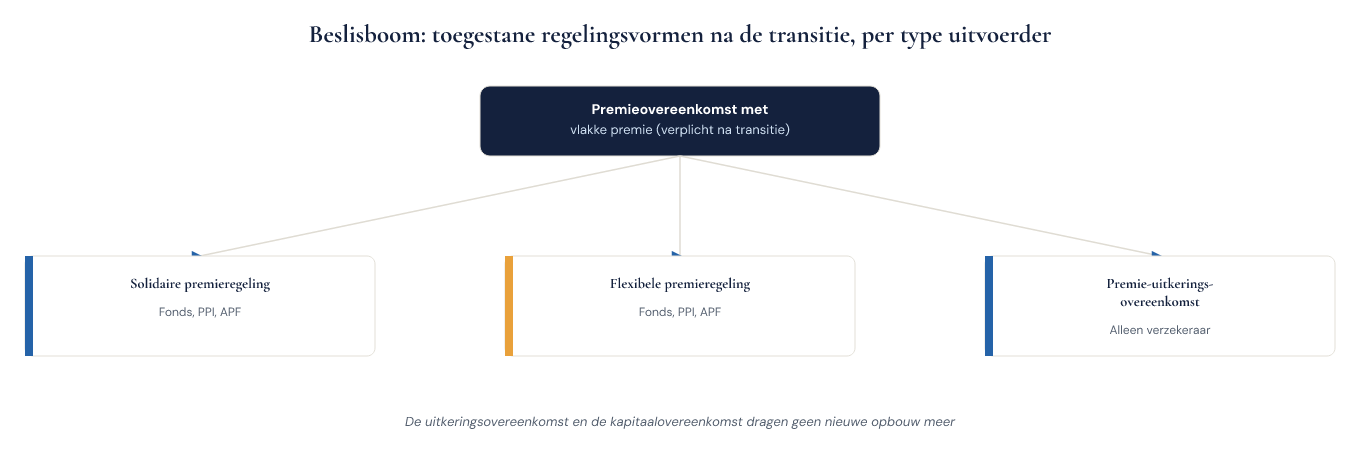 Beslisboom: toegestane regelingsvormen na de transitie, per type uitvoerder
Premieovereenkomst met
vlakke premie (verplicht na transitie)
Solidaire premieregeling
Fonds, PPI, APF
Flexibele premieregeling
Fonds, PPI, APF
Premie-uitkerings-
overeenkomst
Alleen verzekeraar
De uitkeringsovereenkomst en de kapitaalovereenkomst dragen geen nieuwe opbouw meer